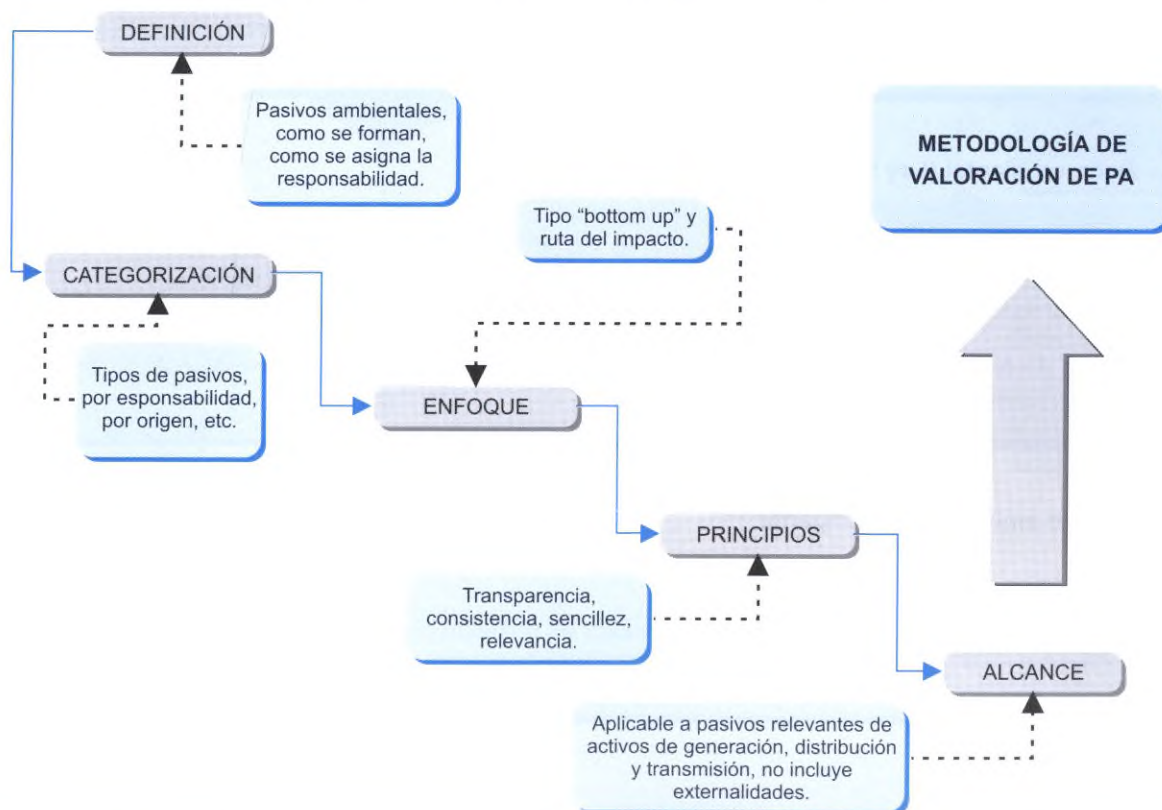 DEFINICIÓN
Pasivos ambientales,
como se forman,
como se asigna la
responsabilidad.
METODOLOGÍA DE
VALORACIÓN DE PA
Tipo “bottom up” y
ruta del impacto.
CATEGORIZACIÓN
Tipos de pasivos,
por esponsabilidad,
por origen, etc.
ENFOQUE
PRINCIPIOS
Transparencia,
consistencia, sencillez,
relevancia.
ALCANCE
Aplicable a pasivos relevantes de
activos de generación, distribución
y transmisión, no incluye
externalidades.